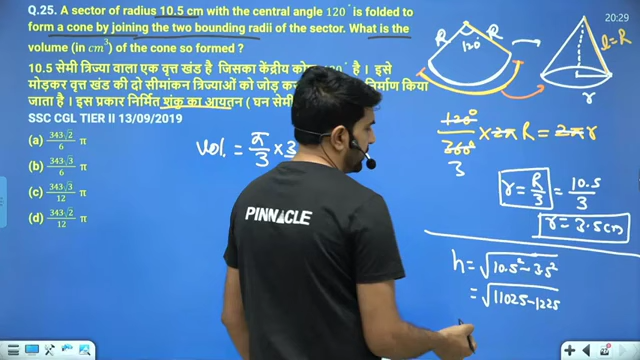 Q.25. A sector of radius 10.5 cm with the central angle 120° is folded to
form a cone by joining the two bounding radii of the sector. What is the
volume (in cm³) of the cone so formed ?
10.5 सेमी त्रिज्या वाला एक वृत्त खंड है जिसका केंद्रीय है । इसे
मोड़कर वृत्त खंड की दो सीमांकन त्रिज्याओं को जोड़ निर्माण किया
जाता है । इस प्रकार निर्मित शंकु का आयतन (घन
SSC CGL TIER II 13/09/2019
(a) 343√2/6 π
(b) 343√3/6 π
(c) 343√3/12 π
(d) 343√2/12 π
vol. = π/3 × 3
PINNACLE
20:29
R R
120
l = R
r
120°/360° × 2π R = 2π r
3
r = R/3 = 10.5/3
r = 3.5 cm
h = √10.5² − 3.5²
= √11025 − 1225